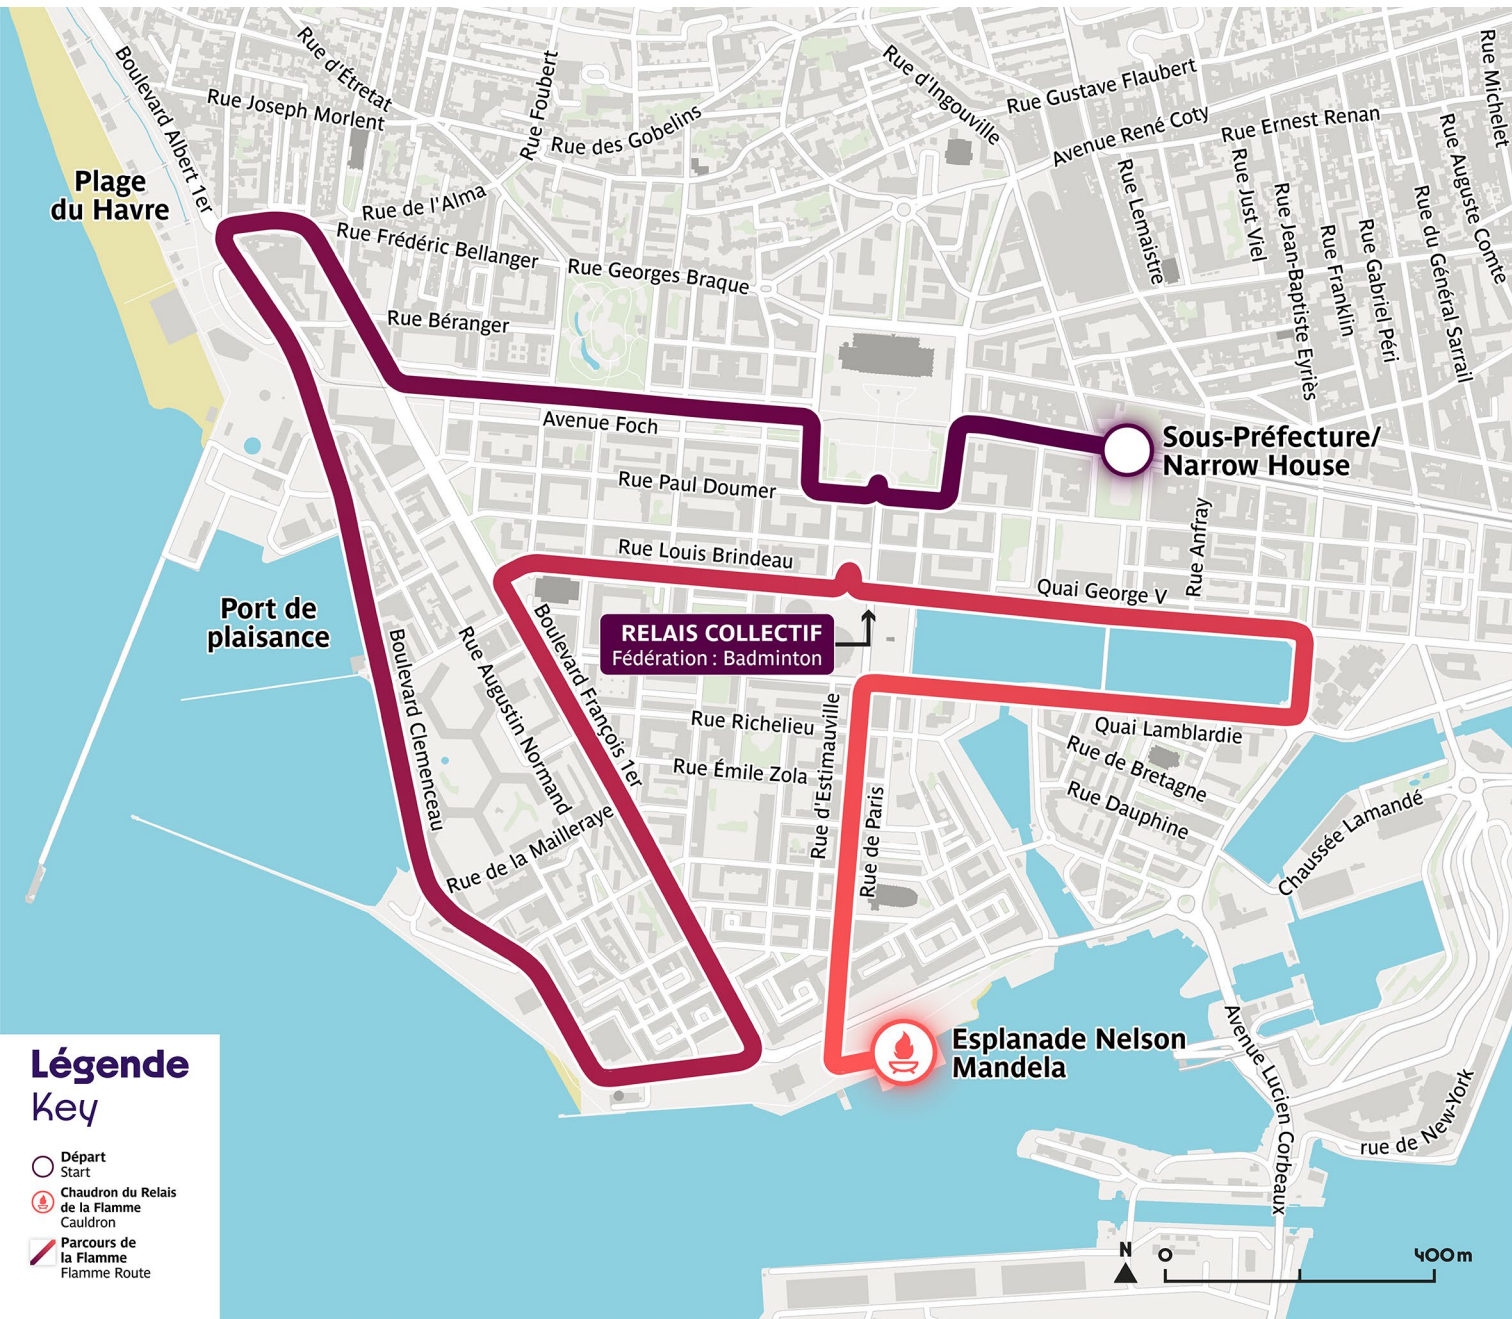 Boulevard Albert 1er
Rue d'Étretat
Rue Joseph Morlent
Rue Foubert
Rue des Gobelins
Rue d'Ingouville
Rue Gustave Flaubert
Avenue René Coty
Rue Ernest Renan
Rue Michelet
Rue Auguste Comte
Rue Lemaistre
Rue Just Viel
Rue Jean-Baptiste Eyriès
Rue Franklin
Rue Gabriel Péri
Rue du Général Sarrail
Plage
du Havre
Rue de l'Alma
Rue Frédéric Bellanger
Rue Georges Braque
Rue Béranger
Avenue Foch
Sous-Préfecture/
Narrow House
Rue Paul Doumer
Rue Anfray
Rue Louis Brindeau
Quai George V
Port de
plaisance
RELAIS COLLECTIF
Fédération : Badminton
Boulevard Clemenceau
Rue Augustin Normand
Boulevard François 1er
Rue Richelieu
Rue Émile Zola
Rue d'Estimauville
Rue de Paris
Quai Lamblardie
Rue de Bretagne
Rue Dauphine
Chaussée Lamandé
Rue de la Mailleraye
Esplanade Nelson
Mandela
Avenue Lucien Corbeaux
rue de New-York
Légende
Key
Départ
Start
Chaudron du Relais
de la Flamme
Cauldron
Parcours de
la Flamme
Flamme Route
N
0
400m